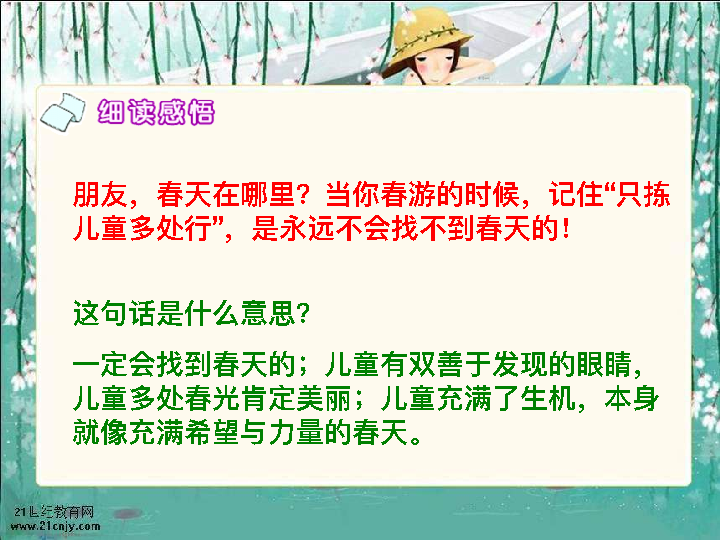 细读感悟
朋友，春天在哪里？当你春游的时候，记住“只拣
儿童多处行”，是永远不会找不到春天的！
这句话是什么意思？
一定会找到春天的；儿童有双善于发现的眼睛，
儿童多处春光肯定美丽；儿童充满了生机，本身
就像充满希望与力量的春天。
21世纪教育网
www.21cnjy.com